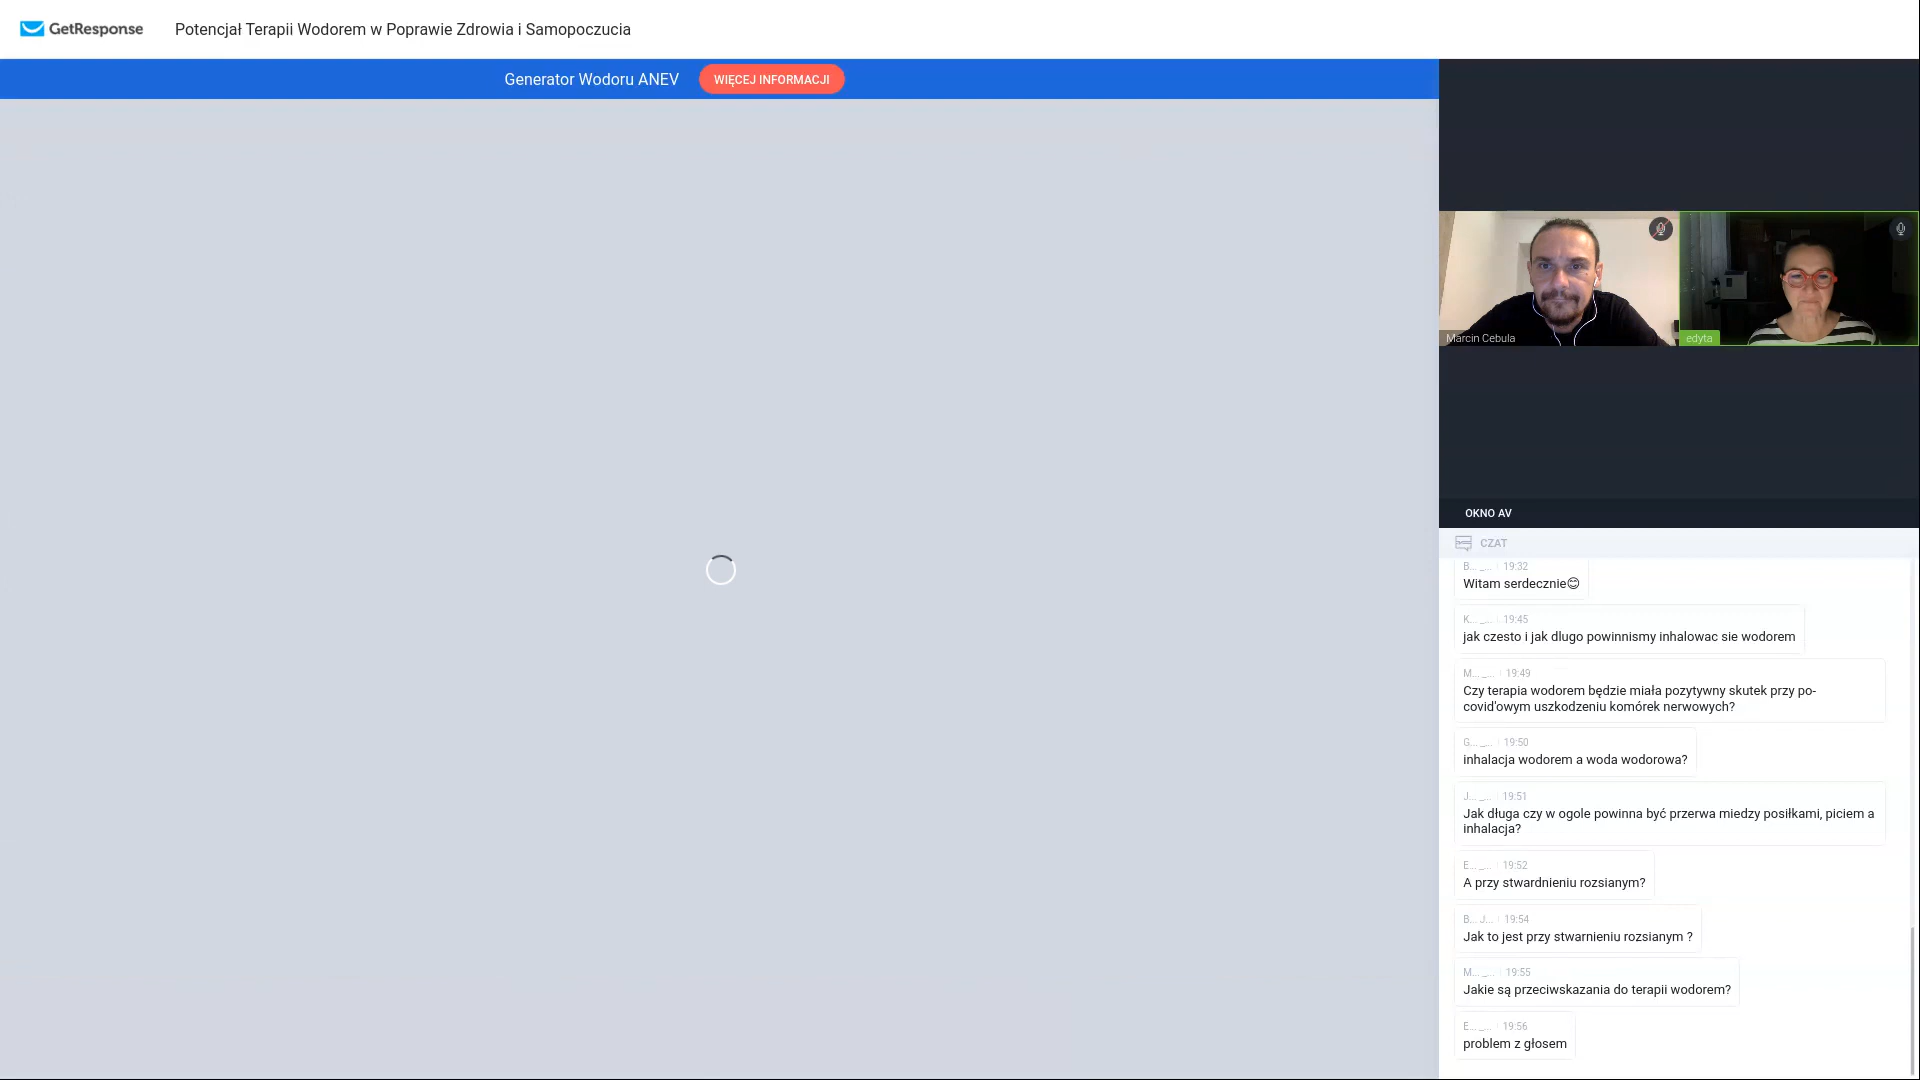 GetResponse
Potencjał Terapii Wodorem w Poprawie Zdrowia i Samopoczucia
Generator Wodoru ANEV
WIĘCEJ INFORMACJI
Marcin Cebula
edyta
OKNO AV
CZAT
B... _... 19:32
Witam serdecznie😊
K... _... 19:45
jak czesto i jak dlugo powinnismy inhalowac sie wodorem
M... _... 19:49
Czy terapia wodorem będzie miała pozytywny skutek przy po-
covid'owym uszkodzeniu komórek nerwowych?
G... _... 19:50
inhalacja wodorem a woda wodorowa?
J... _... 19:51
Jak długa czy w ogole powinna być przerwa miedzy posiłkami, piciem a
inhalacja?
E... _... 19:52
A przy stwardnieniu rozsianym?
B... J... 19:54
Jak to jest przy stwarnieniu rozsianym ?
M... _... 19:55
Jakie są przeciwskazania do terapii wodorem?
E... _... 19:56
problem z głosem